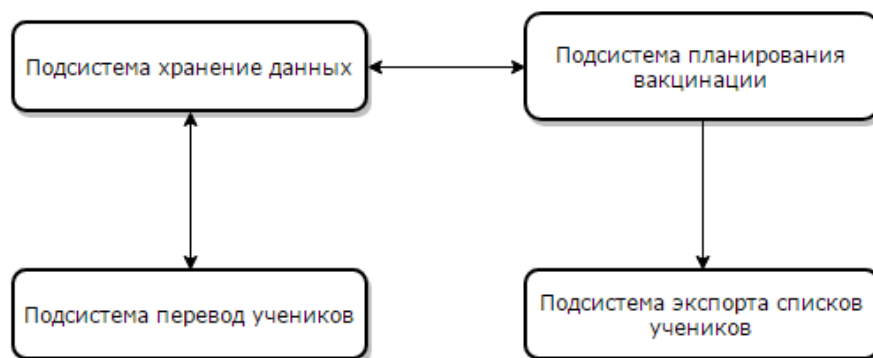 Подсистема хранение данных
Подсистема планирования
вакцинации
Подсистема перевод учеников
Подсистема экспорта списков
учеников